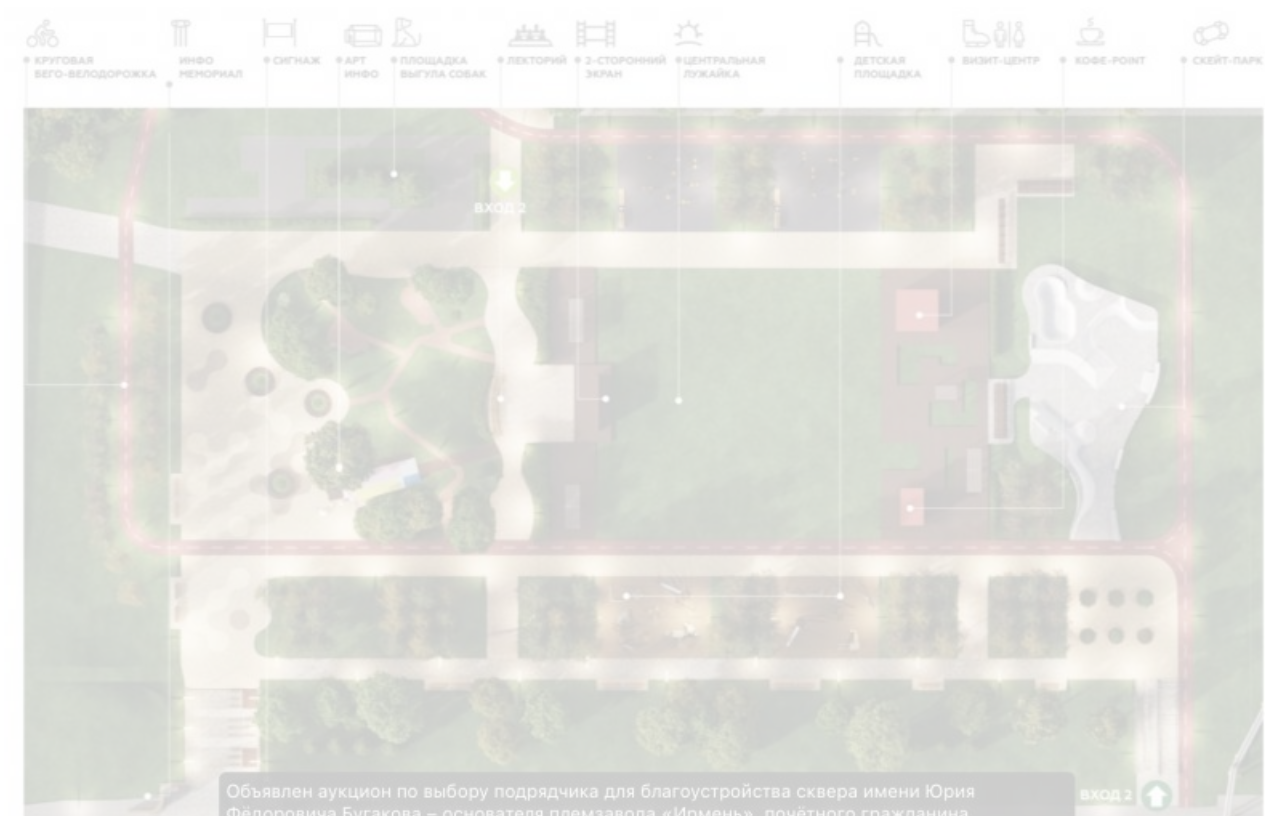 КРУГОВАЯ
БЕГО-ВЕЛОДОРОЖКА
ИНФО
МЕМОРИАЛ
СИГНАЖ
АРТ
ИНФО
ПЛОЩАДКА
ВЫГУЛА СОБАК
ЛЕКТОРИЙ
2-СТОРОННИЙ
ЭКРАН
ЦЕНТРАЛЬНАЯ
ЛУЖАЙКА
ДЕТСКАЯ
ПЛОЩАДКА
ВИЗИТ-ЦЕНТР
КОФЕ-POINT
СКЕЙТ-ПАРК
ВХОД 2
Объявлен аукцион по выбору подрядчика для благоустройства сквера имени Юрия
Фёдоровича Бугакова – основателя племзавода «Ирмень», почётного гражданина
ВХОД 2